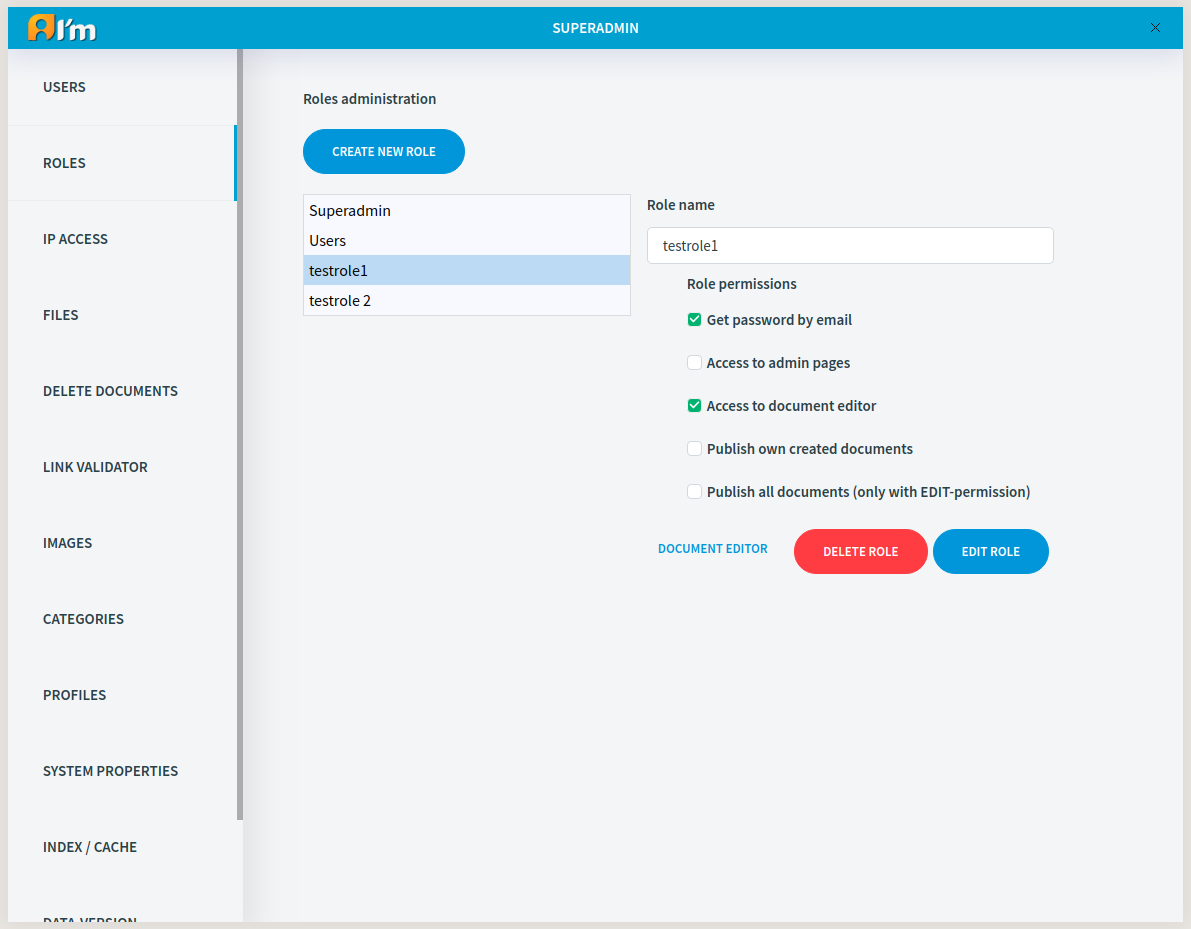 I'm
SUPERADMIN
USERS
ROLES
IP ACCESS
FILES
DELETE DOCUMENTS
LINK VALIDATOR
IMAGES
CATEGORIES
PROFILES
SYSTEM PROPERTIES
INDEX / CACHE
DATA-VERSION
Roles administration
CREATE NEW ROLE
Superadmin
Users
testrole1
testrole 2
Role name
testrole1
Role permissions
Get password by email
Access to admin pages
Access to document editor
Publish own created documents
Publish all documents (only with EDIT-permission)
DOCUMENT EDITOR
DELETE ROLE
EDIT ROLE